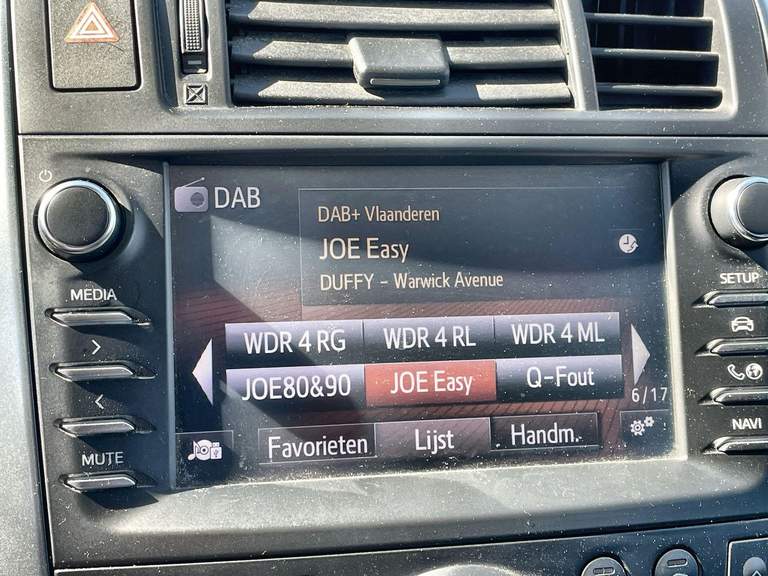 DAB
DAB+ Vlaanderen
JOE Easy
DUFFY - Warwick Avenue
MEDIA
SETUP
WDR 4 RG WDR 4 RL WDR 4 ML
JOE80&90 JOE Easy Q-Fout
6/17
Favorieten Lijst Handm.
MUTE
NAVI